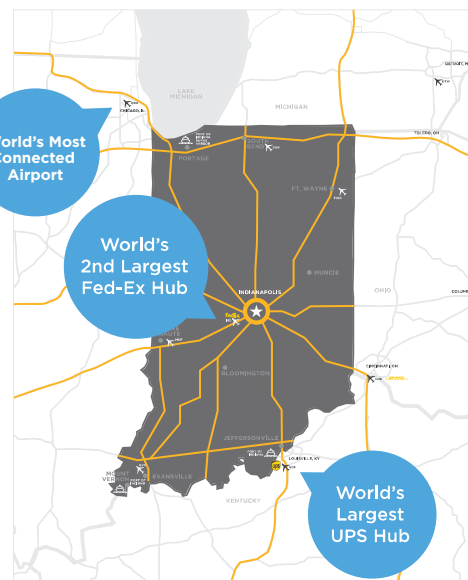 LAKE
MICHIGAN
MICHIGAN
CHICAGO, IL
TOLEDO, OH
World's Most
Connected
Airport
PORTAGE
SOUTH
BEND
FT. WAYNE
World's
2nd Largest
Fed-Ex Hub
MUNCIE
OHIO
INDIANAPOLIS
FedEx
BLOOMINGTON
CINCINNATI, OH
JEFFERSONVILLE
LOUISVILLE, KY
MOUNT
VERNON
EVANSVILLE
KENTUCKY
World's
Largest
UPS Hub